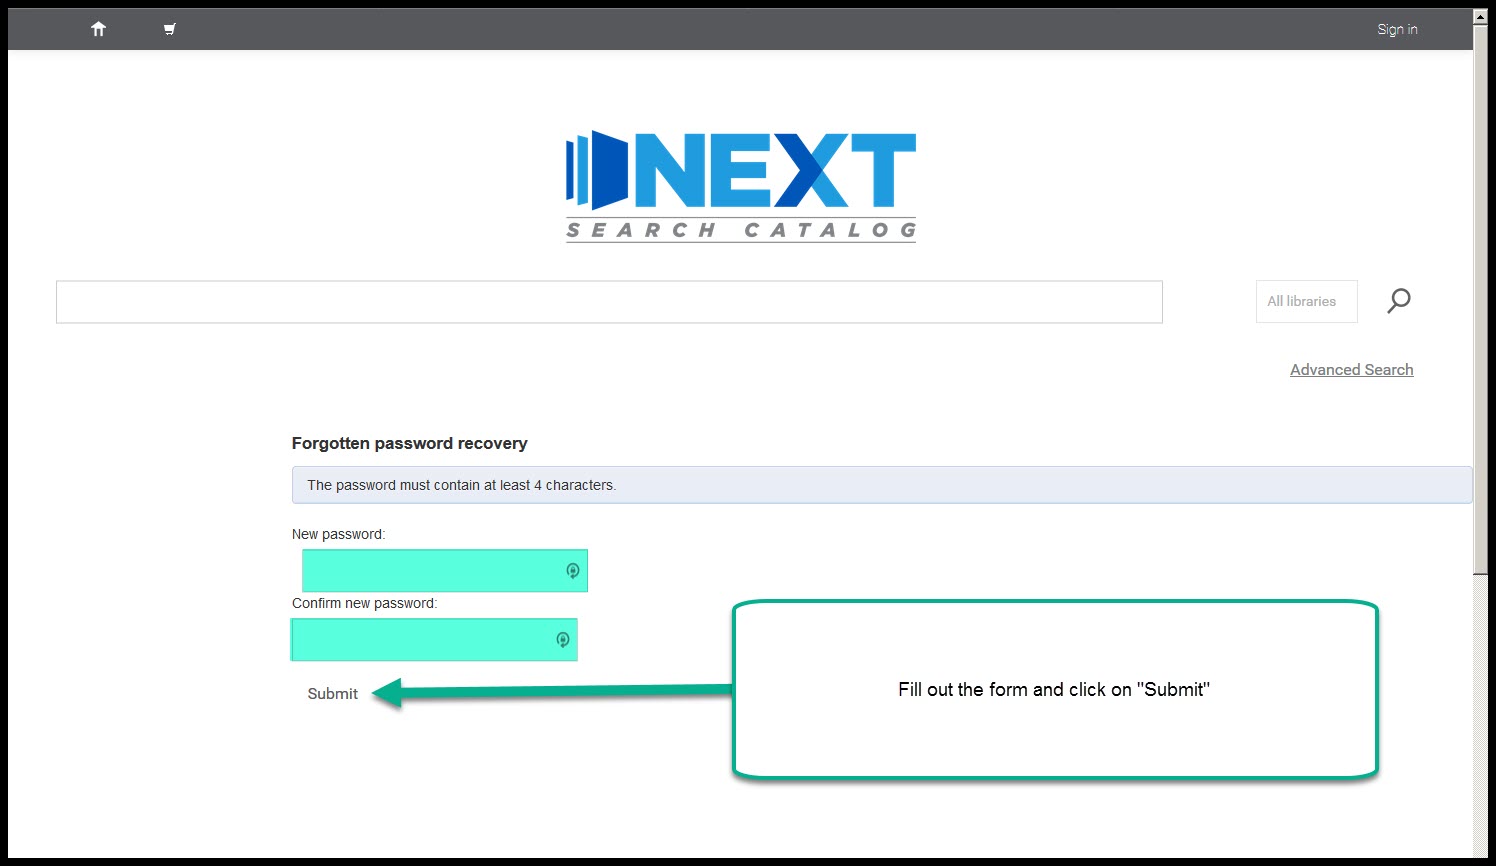 Sign in
NEXT
SEARCH CATALOG
All libraries
Advanced Search
Forgotten password recovery
The password must contain at least 4 characters.
New password:
Confirm new password:
Submit
Fill out the form and click on "Submit"